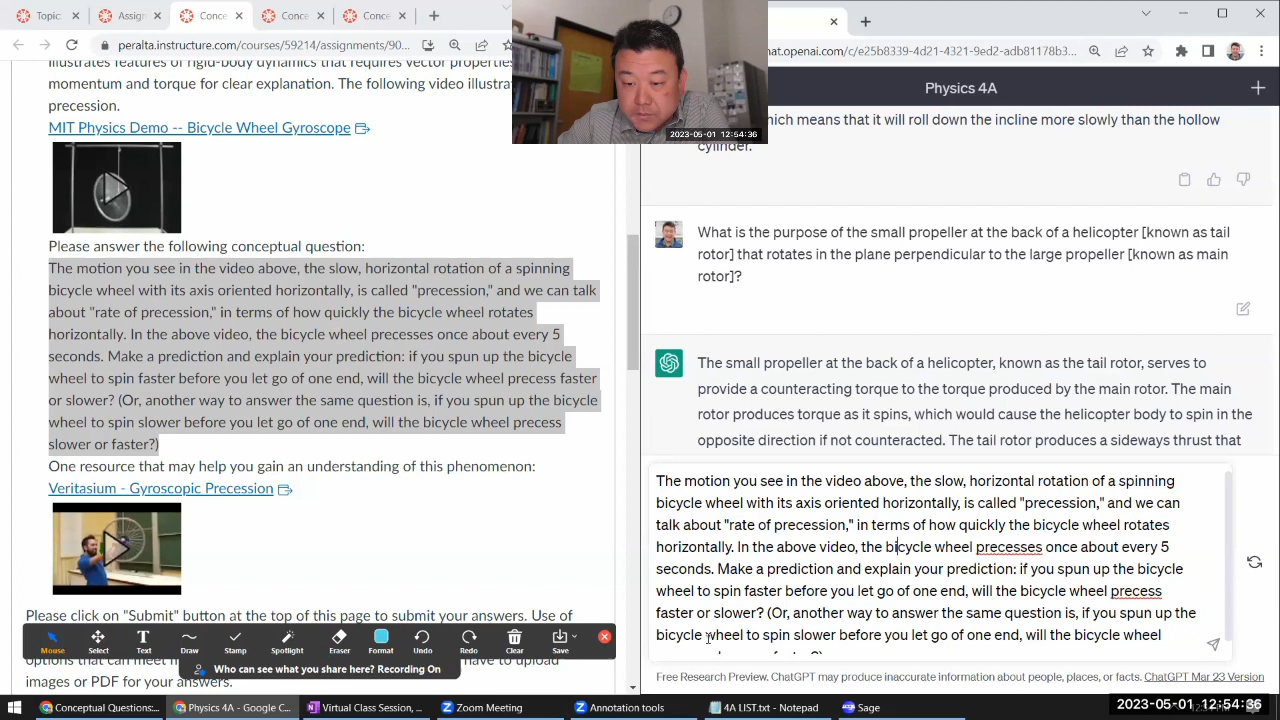 Topic
Conce
Topic
Conce
Recording
peralta.instructure.com/courses/59214/assignments/90...
illustrates features of rigid-body dynamics that requires vector properties
momentum and torque for clear explanation. The following video illustra
precession.
MIT Physics Demo -- Bicycle Wheel Gyroscope
Please answer the following conceptual question:
The motion you see in the video above, the slow, horizontal rotation of a spinning
bicycle wheel with its axis oriented horizontally, is called "precession," and we can talk
about "rate of precession," in terms of how quickly the bicycle wheel rotates
horizontally. In the above video, the bicycle wheel precesses once about every 5
seconds. Make a prediction and explain your prediction: if you spun up the bicycle
wheel to spin faster before you let go of one end, will the bicycle wheel precess faster
or slower? (Or, another way to answer the same question is, if you spun up the bicycle
wheel to spin slower before you let go of one end, will the bicycle wheel precess
slower or faster?)
One resource that may help you gain an understanding of this phenomenon:
Veritasium - Gyroscopic Precession
Please click on "Submit" button at the top of this page to submit your answers. Use of
Mouse
Select
Text
Draw
Stamp
Spotlight
Eraser
Format
Undo
Redo
Clear
Save
Who can see what you share here? Recording On
have to upload
images or PDF for your answers.
2023-05-01 12:54:36
hat.openai.com/c/e25b8339-4d21-4321-9ed2-adb81178b3...
Physics 4A
which means that it will roll down the incline more slowly than the hollow
cylinder.
What is the purpose of the small propeller at the back of a helicopter [known as tail
rotor] that rotates in the plane perpendicular to the large propeller [known as main
rotor]?
The small propeller at the back of a helicopter, known as the tail rotor, serves to
provide a counteracting torque to the torque produced by the main rotor. The main
rotor produces torque as it spins, which would cause the helicopter body to spin in the
opposite direction if not counteracted. The tail rotor produces a sideways thrust that
The motion you see in the video above, the slow, horizontal rotation of a spinning
bicycle wheel with its axis oriented horizontally, is called "precession," and we can
talk about "rate of precession," in terms of how quickly the bicycle wheel rotates
horizontally. In the above video, the bicycle wheel precesses once about every 5
seconds. Make a prediction and explain your prediction: if you spun up the bicycle
wheel to spin faster before you let go of one end, will the bicycle wheel precess
faster or slower? (Or, another way to answer the same question is, if you spun up the
bicycle wheel to spin slower before you let go of one end, will the bicycle wheel
Free Research Preview. ChatGPT may produce inaccurate information about people, places, or facts. ChatGPT Mar 23 Version
Conceptual Questions:...
Physics 4A - Google C...
Virtual Class Session, ...
Zoom Meeting
Annotation tools
4A LIST.txt - Notepad
Sage
2023-05-01 12:54:36